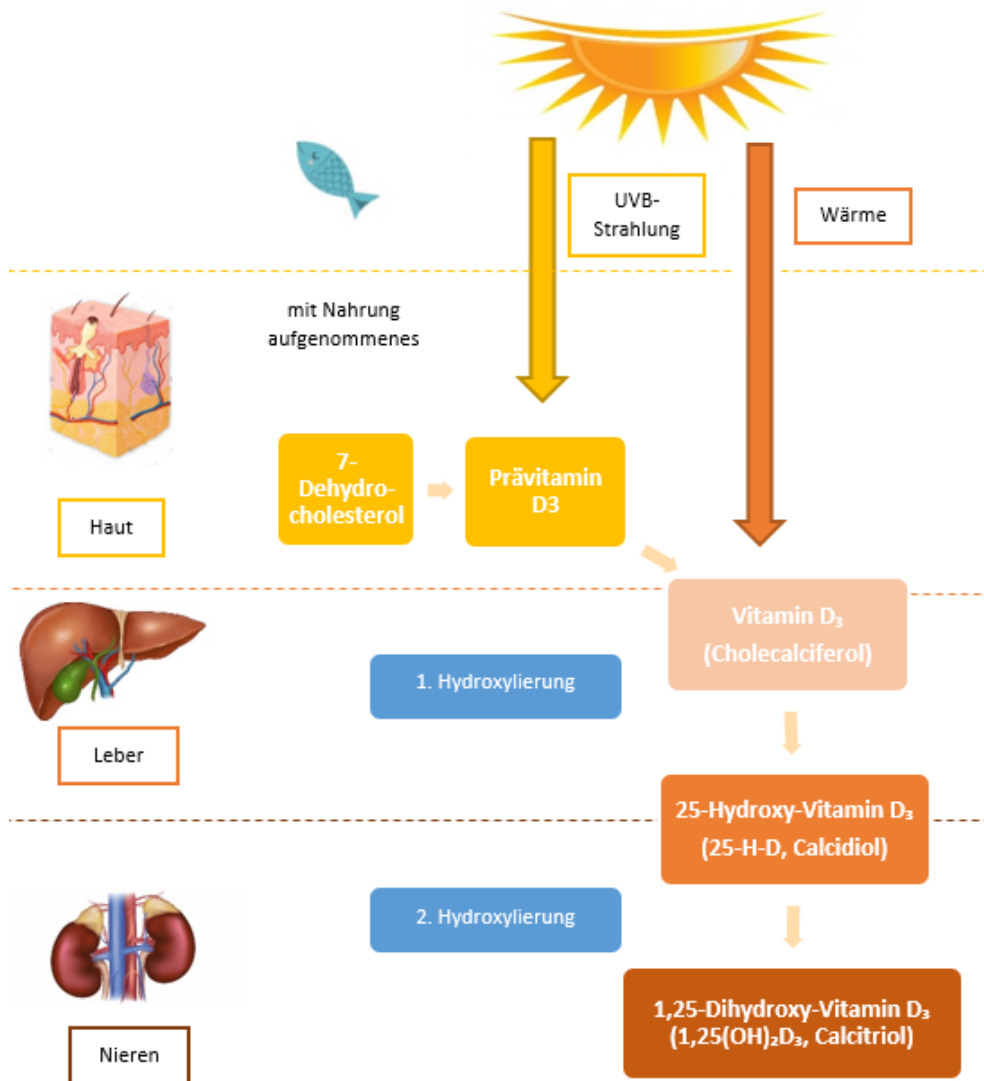 UVB-
Strahlung
Wärme
mit Nahrung
aufgenommenes
7-
Dehydro-
cholesterol
Prävitamin
D3
Haut
Vitamin D₃
(Cholecalciferol)
1. Hydroxylierung
Leber
25-Hydroxy-Vitamin D₃
(25-H-D, Calcidiol)
2. Hydroxylierung
1,25-Dihydroxy-Vitamin D₃
(1,25(OH)₂D₃, Calcitriol)
Nieren